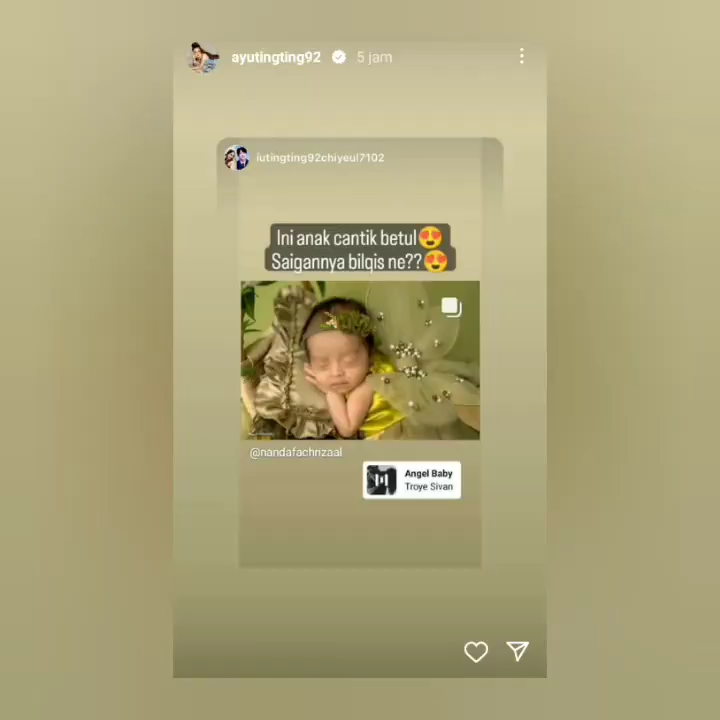 ayutingting92 5 jam
iutingting92chiyeul7102
Ini anak cantik betul😍
Saigannya bilqis ne??😍
@nandafachrizaal
Angel Baby
Troye Sivan